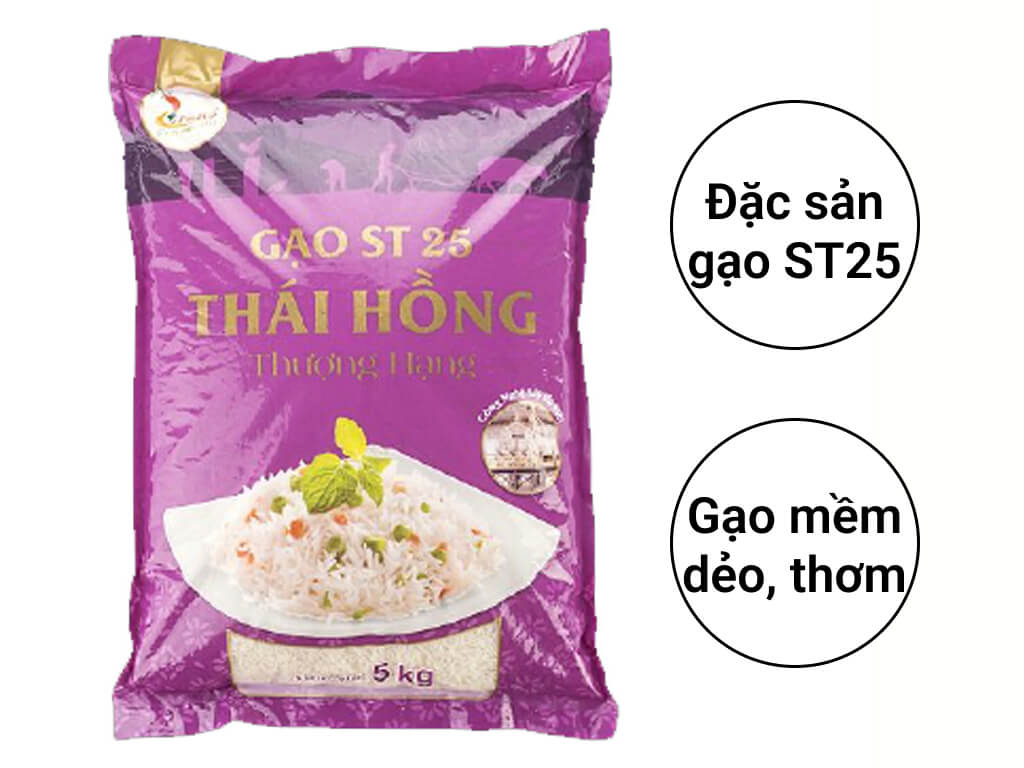 GẠO ST 25
THÁI HỒNG
Thượng Hạng
5 kg
Đặc sản
gạo ST25
Gạo mềm
dẻo, thơm